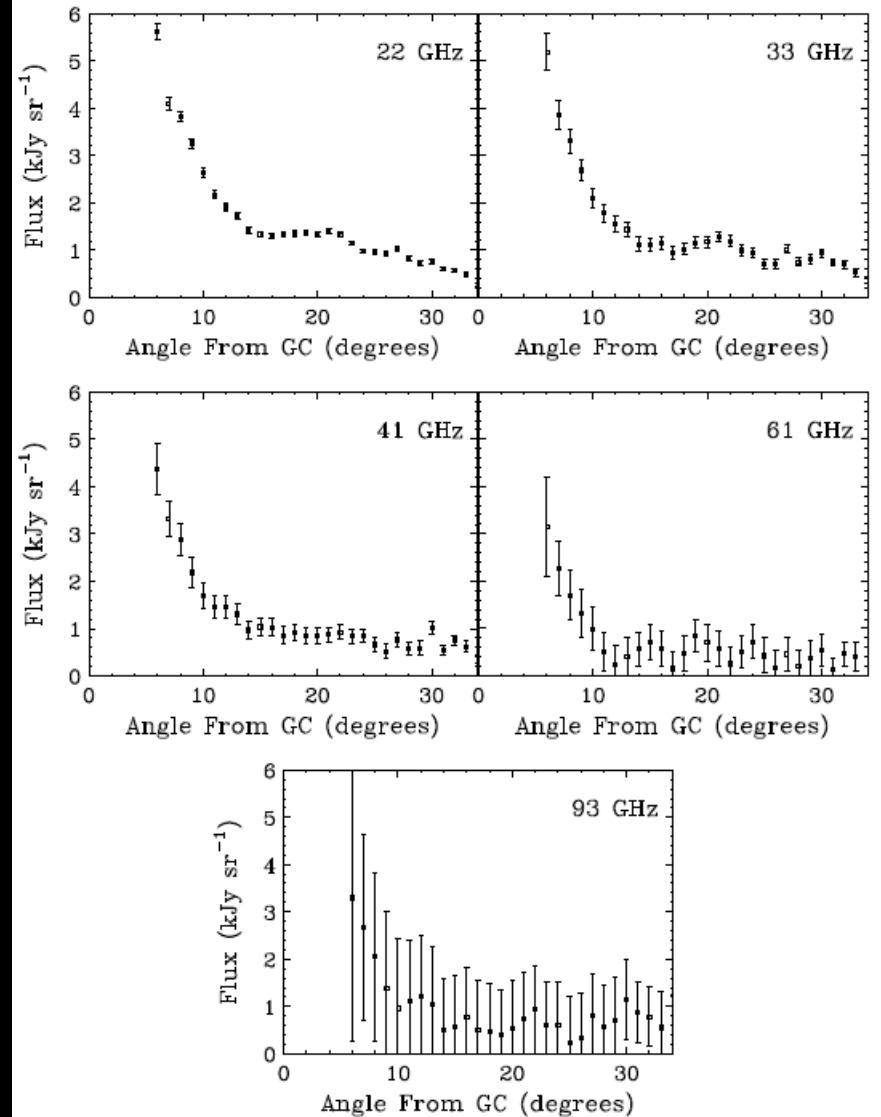 6
5
4
3
2
1
0
Flux (kJy sr⁻¹)
22 GHz
33 GHz
0 10 20 30 0 10 20 30
Angle From GC (degrees) Angle From GC (degrees)
6
5
4
3
2
1
0
Flux (kJy sr⁻¹)
41 GHz
61 GHz
0 10 20 30 0 10 20 30
Angle From GC (degrees) Angle From GC (degrees)
6
5
4
3
2
1
0
Flux (kJy sr⁻¹)
93 GHz
0 10 20 30
Angle From GC (degrees)